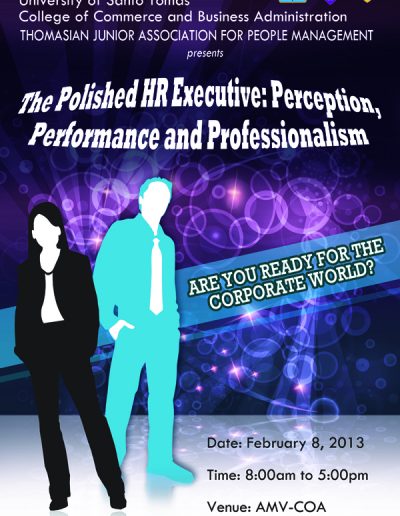 University of Santo Tomas
College of Commerce and Business Administration
THOMASIAN JUNIOR ASSOCIATION FOR PEOPLE MANAGEMENT
presents
The Polished HR Executive: Perception,
Performance and Professionalism
ARE YOU READY FOR THE
CORPORATE WORLD?
Date: February 8, 2013
Time: 8:00am to 5:00pm
Venue: AMV-COA